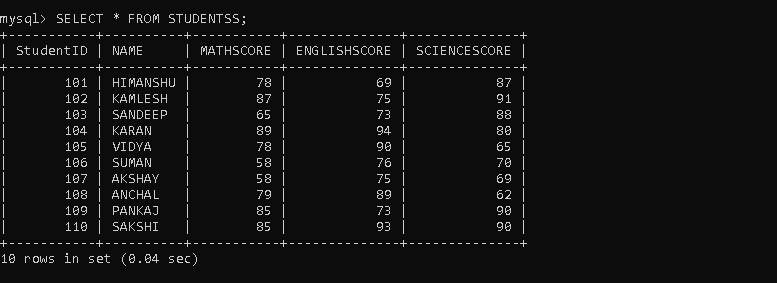 mysql> SELECT * FROM STUDENTSS;
+-----------+----------+-----------+--------------+--------------+
| StudentID | NAME     | MATHSCORE | ENGLISHSCORE | SCIENCESCORE |
+-----------+----------+-----------+--------------+--------------+
|       101 | HIMANSHU |        78 |           69 |           87 |
|       102 | KAMLESH  |        87 |           75 |           91 |
|       103 | SANDEEP  |        65 |           73 |           88 |
|       104 | KARAN    |        89 |           94 |           80 |
|       105 | VIDYA    |        78 |           90 |           65 |
|       106 | SUMAN    |        58 |           76 |           70 |
|       107 | AKSHAY   |        58 |           75 |           69 |
|       108 | ANCHAL   |        79 |           89 |           62 |
|       109 | PANKAJ   |        85 |           73 |           90 |
|       110 | SAKSHI   |        85 |           93 |           90 |
+-----------+----------+-----------+--------------+--------------+
10 rows in set (0.04 sec)